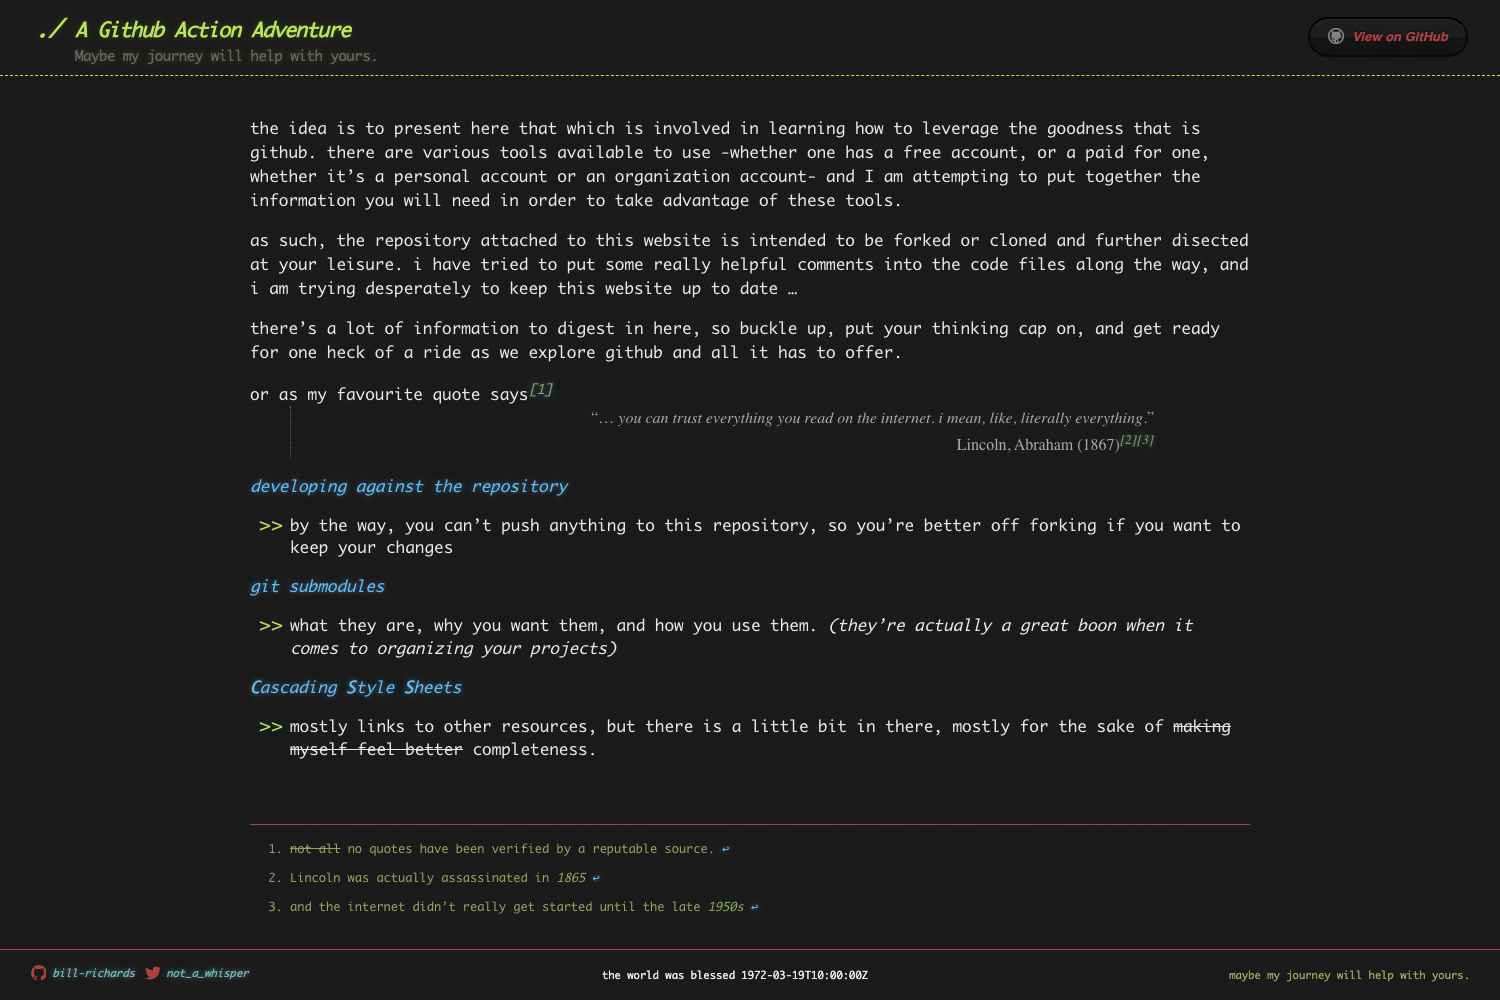 ./ A Github Action Adventure
Maybe my journey will help with yours.
View on GitHub
the idea is to present here that which is involved in learning how to leverage the goodness that is
github. there are various tools available to use -whether one has a free account, or a paid for one,
whether it’s a personal account or an organization account- and I am attempting to put together the
information you will need in order to take advantage of these tools.
as such, the repository attached to this website is intended to be forked or cloned and further disected
at your leisure. i have tried to put some really helpful comments into the code files along the way, and
i am trying desperately to keep this website up to date …
there’s a lot of information to digest in here, so buckle up, put your thinking cap on, and get ready
for one heck of a ride as we explore github and all it has to offer.
or as my favourite quote says[1]
“… you can trust everything you read on the internet. i mean, like, literally everything.”
Lincoln, Abraham (1867)[2][3]
developing against the repository
>> by the way, you can’t push anything to this repository, so you’re better off forking if you want to
keep your changes
git submodules
>> what they are, why you want them, and how you use them. (they’re actually a great boon when it
comes to organizing your projects)
Cascading Style Sheets
>> mostly links to other resources, but there is a little bit in there, mostly for the sake of making
myself feel better completeness.
1. not all no quotes have been verified by a reputable source. ↩
2. Lincoln was actually assassinated in 1865 ↩
3. and the internet didn’t really get started until the late 1950s ↩
bill-richards not_a_whisper
the world was blessed 1972-03-19T10:00:00Z
maybe my journey will help with yours.